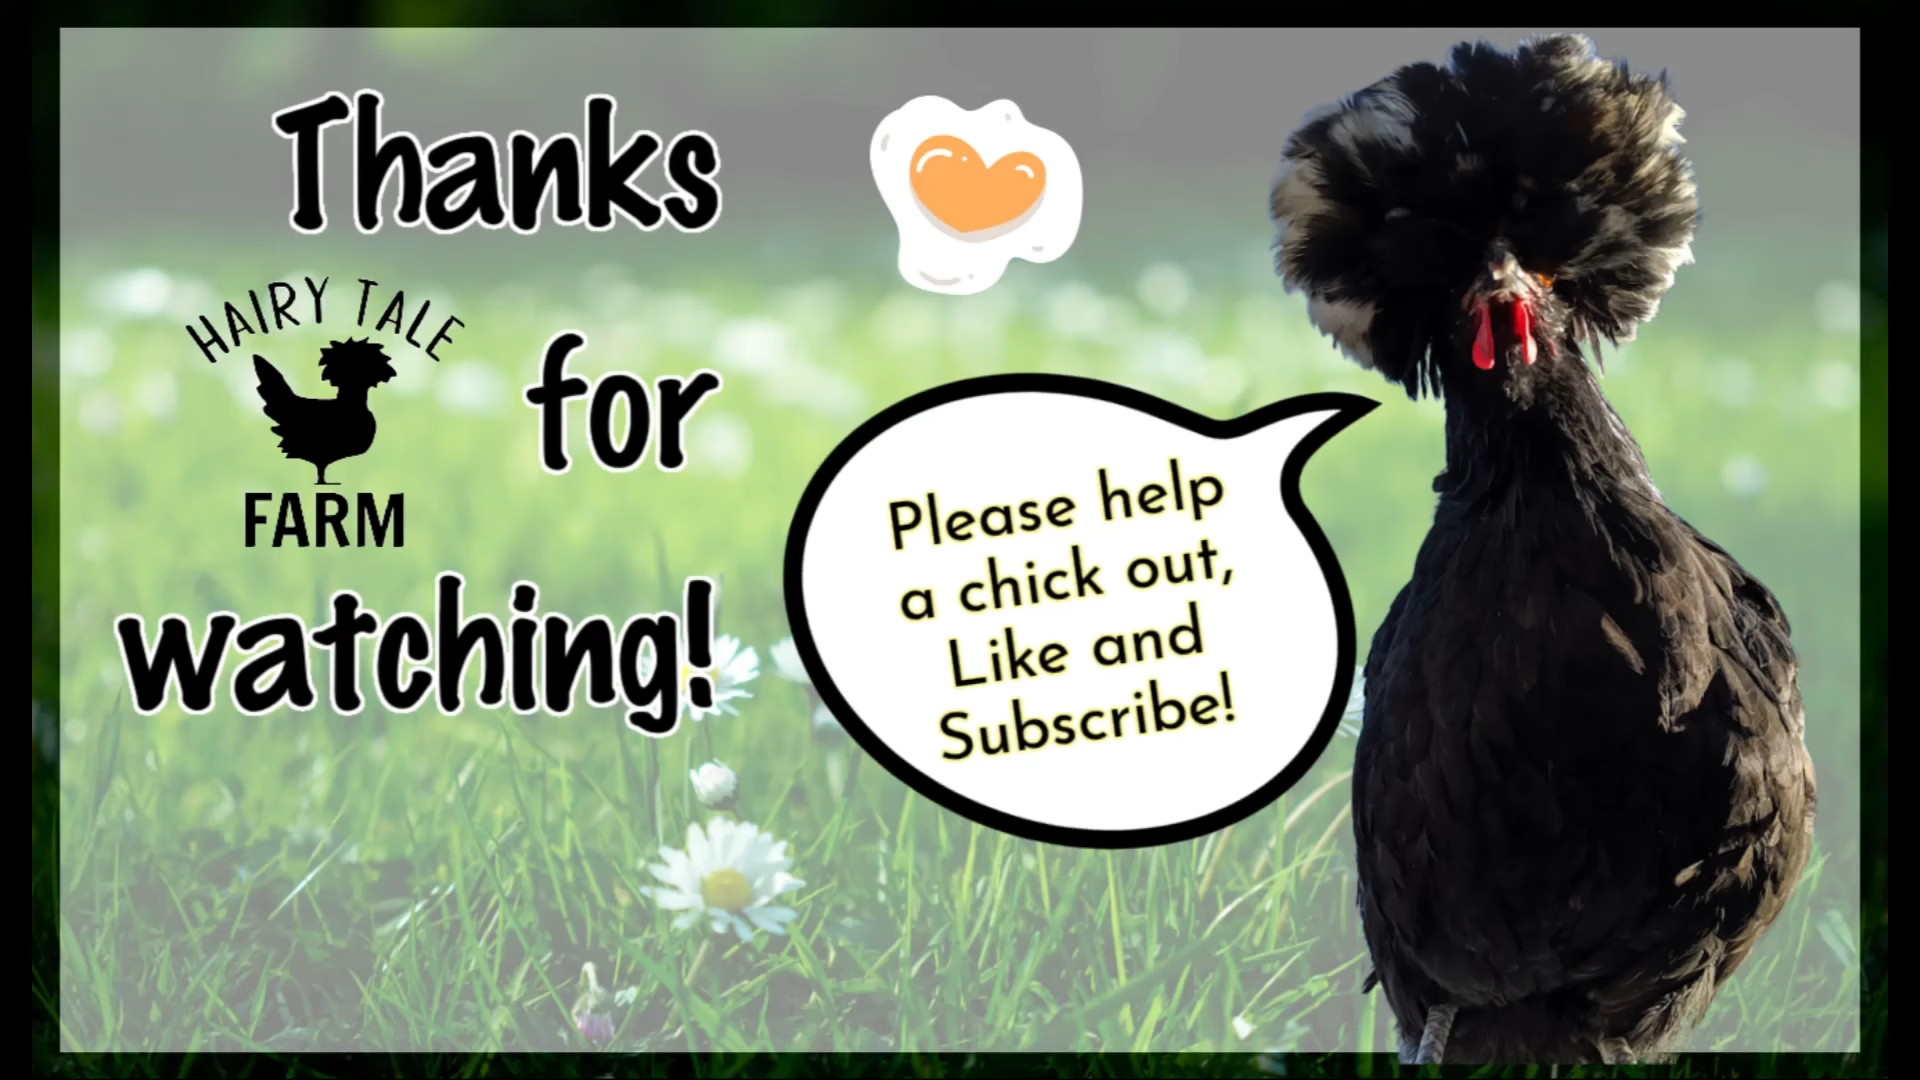 Thanks
HAIRY TALE
FARM
for
watching!
Please help
a chick out,
Like and
Subscribe!